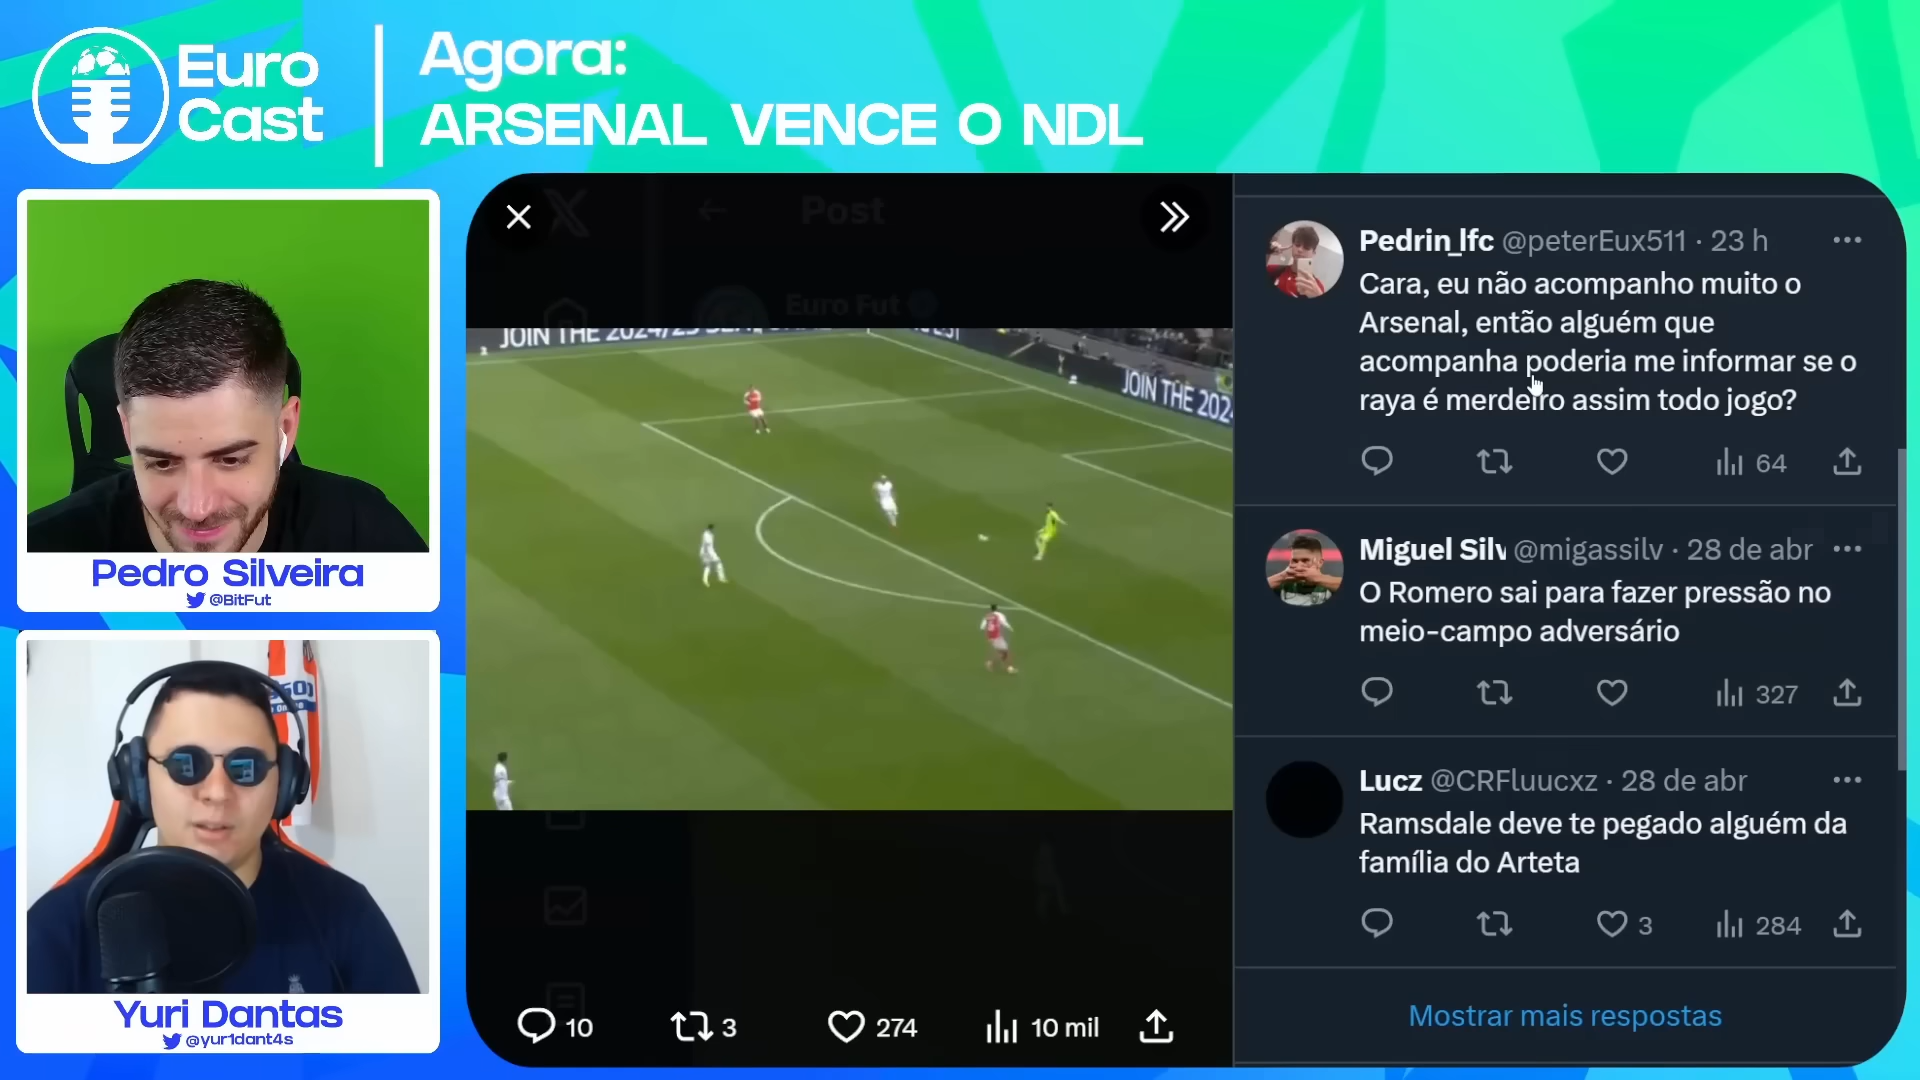 Euro
Cast
Agora:
ARSENAL VENCE O NDL
Pedro Silveira
@BitFut
Yuri Dantas
@yur1dant4s
Post
Euro Fut
JOIN THE 2024/25
JOIN THE 202
10
3
274
10 mil
Pedrin_lfc @peterEux511 · 23 h
Cara, eu não acompanho muito o
Arsenal, então alguém que
acompanha poderia me informar se o
raya é merdeiro assim todo jogo?
64
Miguel Silv @migassilv · 28 de abr
O Romero sai para fazer pressão no
meio-campo adversário
327
Lucz @CRFluucxz · 28 de abr
Ramsdale deve te pegado alguém da
família do Arteta
3
284
Mostrar mais respostas